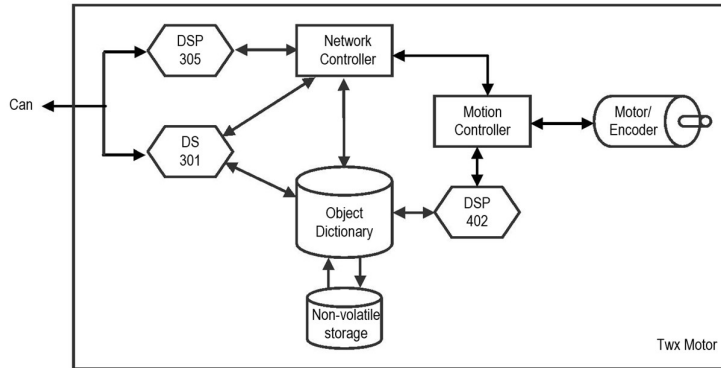 DSP
305
Network
Controller
Can
Motion
Controller
Motor/
Encoder
DS
301
Object
Dictionary
DSP
402
Non-volatile
storage
Twx Motor